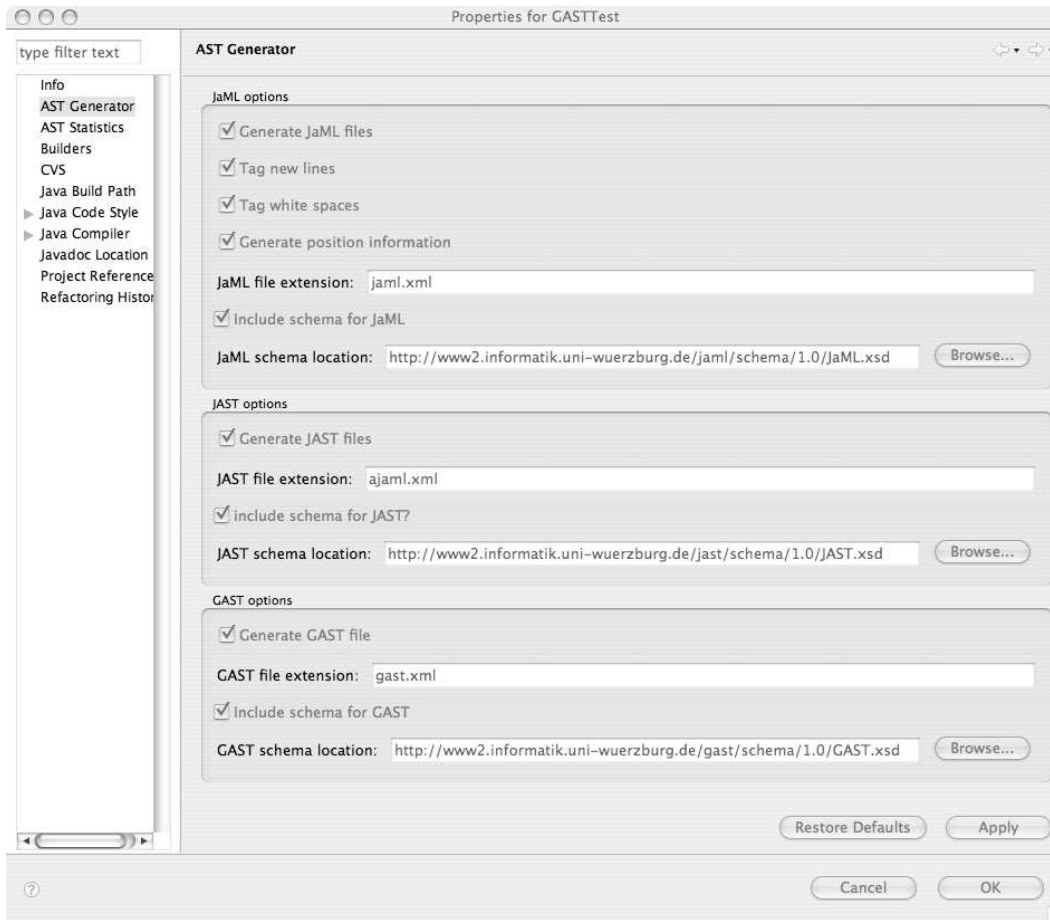 Properties for GASTTest
type filter text
Info
AST Generator
AST Statistics
Builders
CVS
Java Build Path
Java Code Style
Java Compiler
Javadoc Location
Project Reference
Refactoring Histor
AST Generator
JaML options
Generate JaML files
Tag new lines
Tag white spaces
Generate position information
JaML file extension: jaml.xml
Include schema for JaML
JaML schema location: http://www2.informatik.uni-wuerzburg.de/jaml/schema/1.0/JaML.xsd Browse...
JAST options
Generate JAST files
JAST file extension: ajaml.xml
include schema for JAST?
JAST schema location: http://www2.informatik.uni-wuerzburg.de/jast/schema/1.0/JAST.xsd Browse...
GAST options
Generate GAST file
GAST file extension: gast.xml
Include schema for GAST
GAST schema location: http://www2.informatik.uni-wuerzburg.de/gast/schema/1.0/GAST.xsd Browse...
Restore Defaults Apply
? Cancel OK